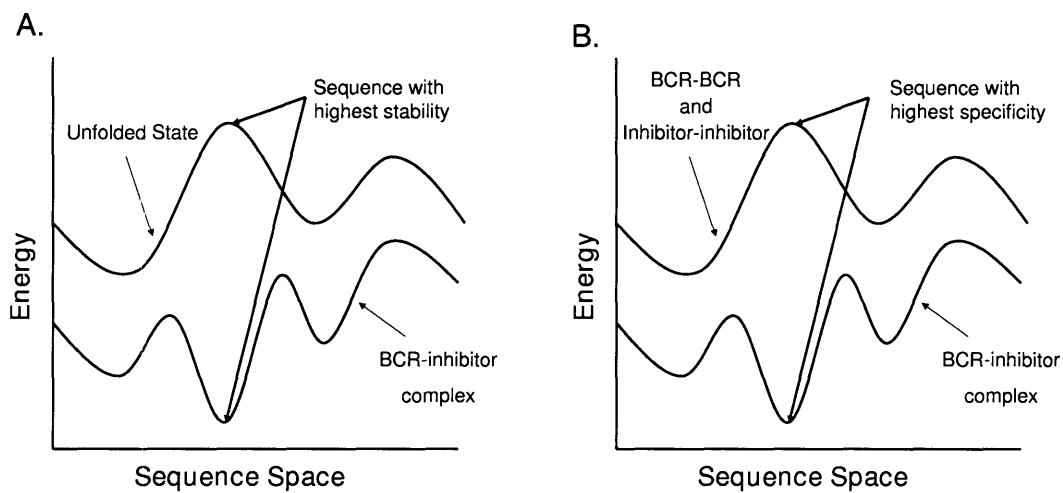 A.
Sequence with
highest stability
Unfolded State
Energy
BCR-inhibitor
complex
Sequence Space
B.
BCR-BCR
and
Inhibitor-inhibitor
Sequence with
highest specificity
Energy
BCR-inhibitor
complex
Sequence Space